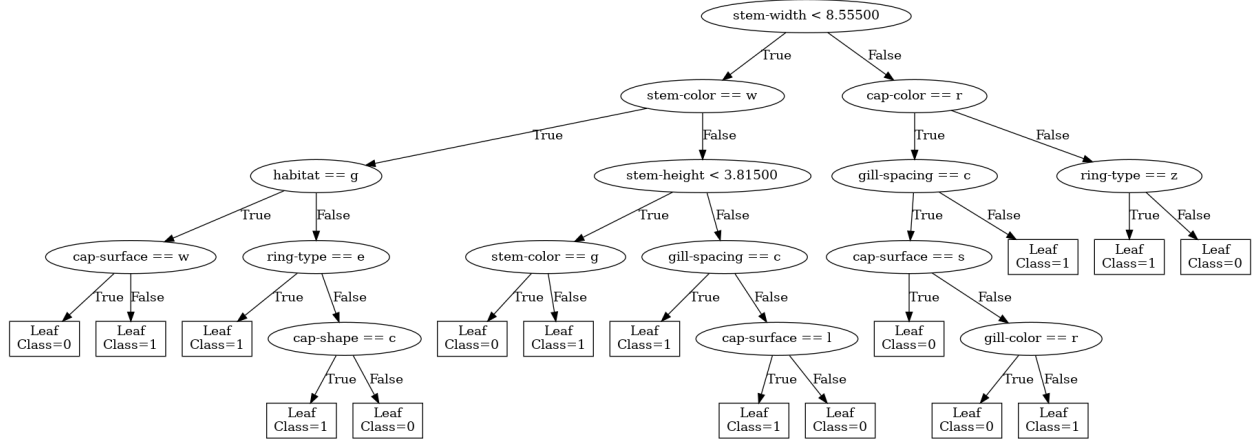 stem-width < 8.55500
True
False
stem-color == w
cap-color == r
True
False
True
False
habitat == g
stem-height < 3.81500
gill-spacing == c
ring-type == z
True
False
True
False
True
False
True
False
cap-surface == w
ring-type == e
stem-color == g
gill-spacing == c
cap-surface == s
Leaf
Class=1
Leaf
Class=1
Leaf
Class=0
True
False
True
False
True
False
True
False
True
False
Leaf
Class=0
Leaf
Class=1
Leaf
Class=1
cap-shape == c
Leaf
Class=0
Leaf
Class=1
Leaf
Class=1
cap-surface == l
Leaf
Class=0
gill-color == r
True
False
True
False
True
False
Leaf
Class=1
Leaf
Class=0
Leaf
Class=1
Leaf
Class=0
Leaf
Class=0
Leaf
Class=1